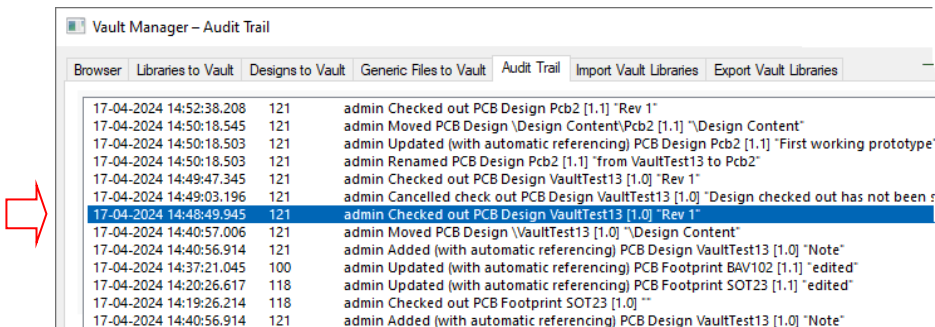 Vault Manager – Audit Trail
Browser Libraries to Vault Designs to Vault Generic Files to Vault Audit Trail Import Vault Libraries Export Vault Libraries
17-04-2024 14:52:38.208 121 admin Checked out PCB Design Pcb2 [1.1] "Rev 1"
17-04-2024 14:50:18.545 121 admin Moved PCB Design \Design Content\Pcb2 [1.1] "\Design Content"
17-04-2024 14:50:18.503 121 admin Updated (with automatic referencing) PCB Design Pcb2 [1.1] "First working prototype"
17-04-2024 14:50:18.503 121 admin Renamed PCB Design Pcb2 [1.1] "from VaultTest13 to Pcb2"
17-04-2024 14:49:47.345 121 admin Checked out PCB Design VaultTest13 [1.0] "Rev 1"
17-04-2024 14:49:03.196 121 admin Cancelled check out PCB Design VaultTest13 [1.0] "Design checked out has not been
17-04-2024 14:48:49.945 121 admin Checked out PCB Design VaultTest13 [1.0] "Rev 1"
17-04-2024 14:40:57.006 121 admin Moved PCB Design \VaultTest13 [1.0] "\Design Content"
17-04-2024 14:40:56.914 121 admin Added (with automatic referencing) PCB Design VaultTest13 [1.0] "Note"
17-04-2024 14:37:21.045 100 admin Updated (with automatic referencing) PCB Footprint BAV102 [1.1] "edited"
17-04-2024 14:20:26.617 118 admin Updated (with automatic referencing) PCB Footprint SOT23 [1.1] "edited"
17-04-2024 14:19:26.214 118 admin Checked out PCB Footprint SOT23 [1.0] ""
17-04-2024 14:40:56.914 121 admin Added (with automatic referencing) PCB Design VaultTest13 [1.0] "Note"